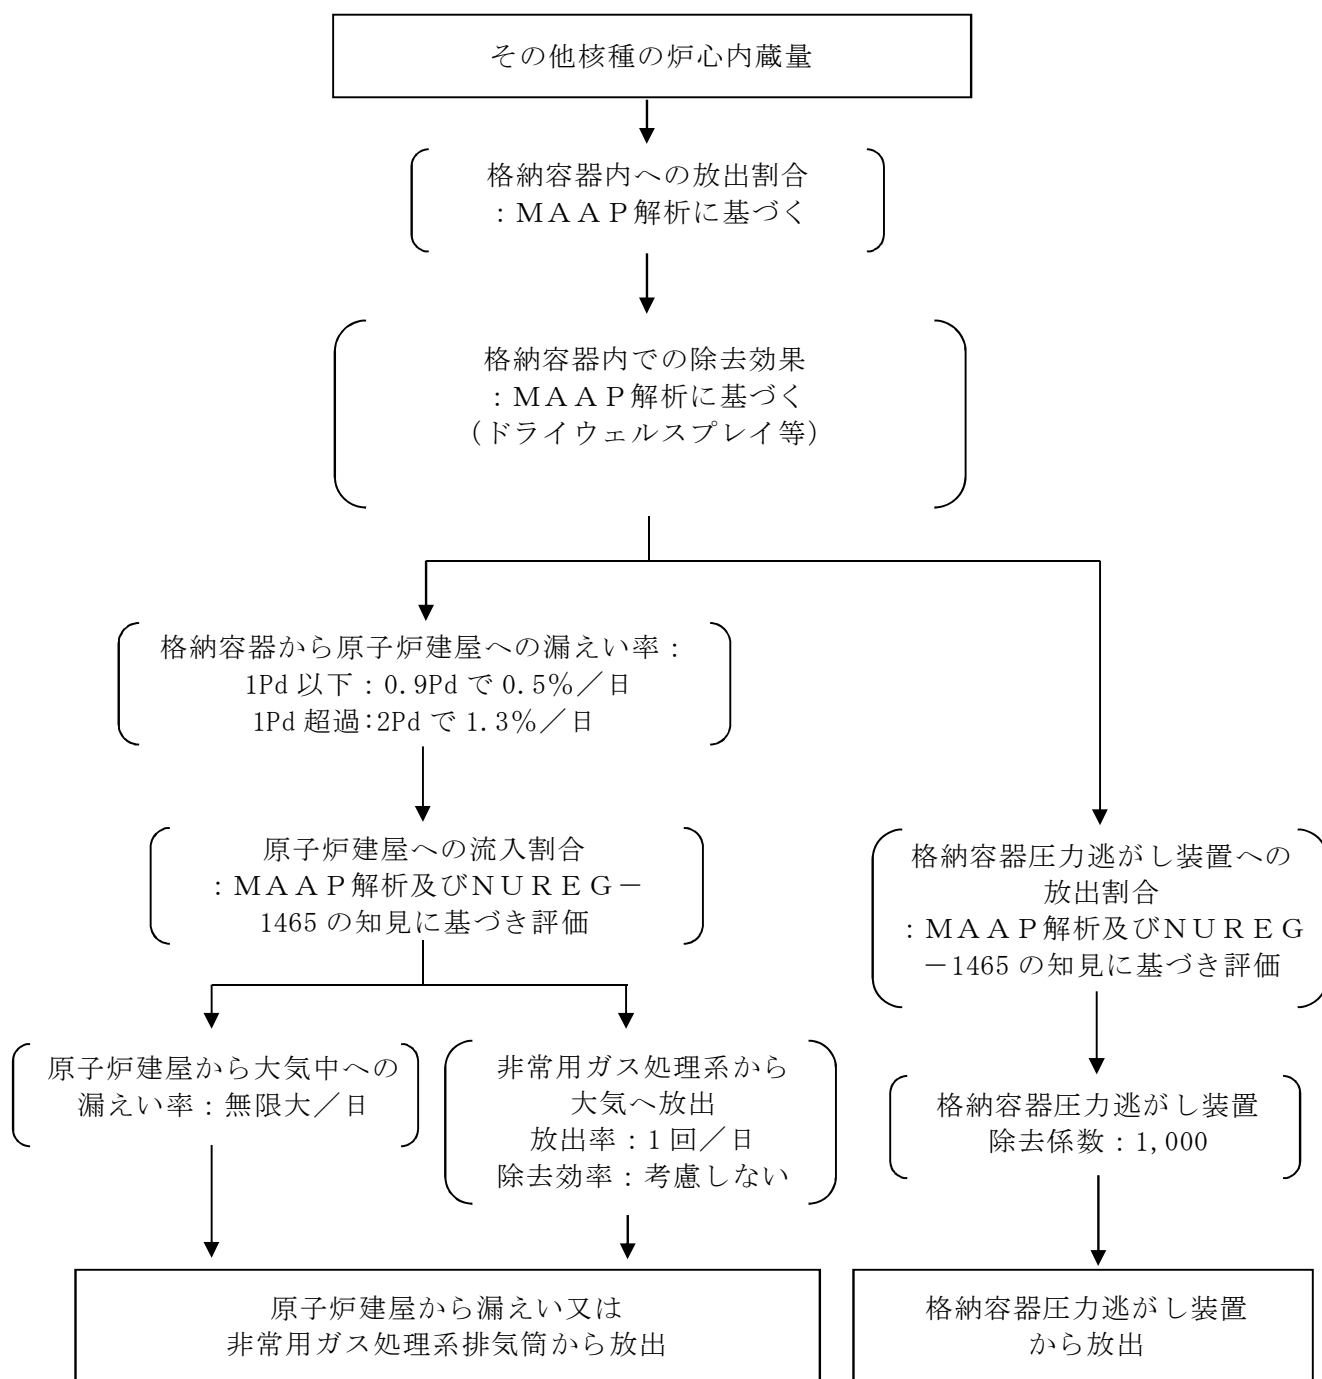 その他核種の炉心内蔵量
格納容器内への放出割合
：ＭＡＡＰ解析に基づく
格納容器内での除去効果
：ＭＡＡＰ解析に基づく
（ドライウェルスプレイ等）
格納容器から原子炉建屋への漏えい率：
1Pd 以下：0.9Pd で 0.5％／日
1Pd 超過：2Pd で 1.3％／日
原子炉建屋への流入割合
：ＭＡＡＰ解析及びＮＵＲＥＧ－
1465 の知見に基づき評価
格納容器圧力逃がし装置への
放出割合
：ＭＡＡＰ解析及びＮＵＲＥＧ
－1465 の知見に基づき評価
原子炉建屋から大気中への
漏えい率：無限大／日
非常用ガス処理系から
大気へ放出
放出率：1 回／日
除去効率：考慮しない
格納容器圧力逃がし装置
除去係数：1,000
原子炉建屋から漏えい又は
非常用ガス処理系排気筒から放出
格納容器圧力逃がし装置
から放出